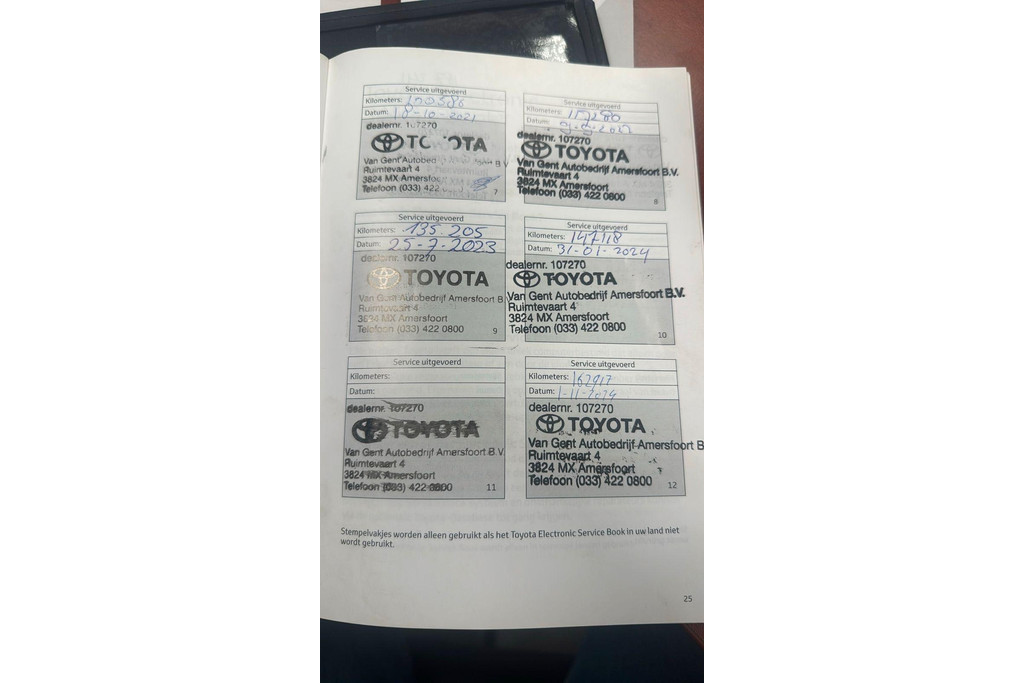 Service uitgevoerd
Kilometers: 120586
Datum: 18-10-2021
dealernr. 107270
TOYOTA
Van Gent Autobed
Ruimtevaart 4
3824 MX Amersfo
Telefoon (033) 422
7
Service uitgevoerd
Kilometers:
Datum:
dealernr. 107270
TOYOTA
Van Gent Autobedrijf Amersfoort B.V.
Ruimtevaart 4
3824 MX Amersfoort
Telefoon (033) 422 0800
8
Service uitgevoerd
Kilometers: 135.205
Datum: 25-7-2023
dealernr. 107270
TOYOTA
Van Gent Autobedrijf Amersfoort B
Ruimtevaart 4
3824 MX Amersfoort
Telefoon (033) 422 0800
9
Service uitgevoerd
Kilometers: 147118
Datum: 31-01-2024
dealernr. 107270
TOYOTA
Van Gent Autobedrijf Amersfoort B.V.
Ruimtevaart 4
3824 MX Amersfoort
Telefoon (033) 422 0800
10
Service uitgevoerd
Kilometers:
Datum:
dealernr. 107270
TOYOTA
Van Gent Autobedrijf Amersfoort B.V.
Ruimtevaart 4
3824 MX Amersfoort
Telefoon (033) 422 0800
11
Service uitgevoerd
Kilometers: 162917
Datum: 1-11-2024
dealernr. 107270
TOYOTA
Van Gent Autobedrijf Amersfoort B
Ruimtevaart 4
3824 MX Amersfoort
Telefoon (033) 422 0800
12
Stempelvakjes worden alleen gebruikt als het Toyota Electronic Service Book in uw land niet
wordt gebruikt.
25